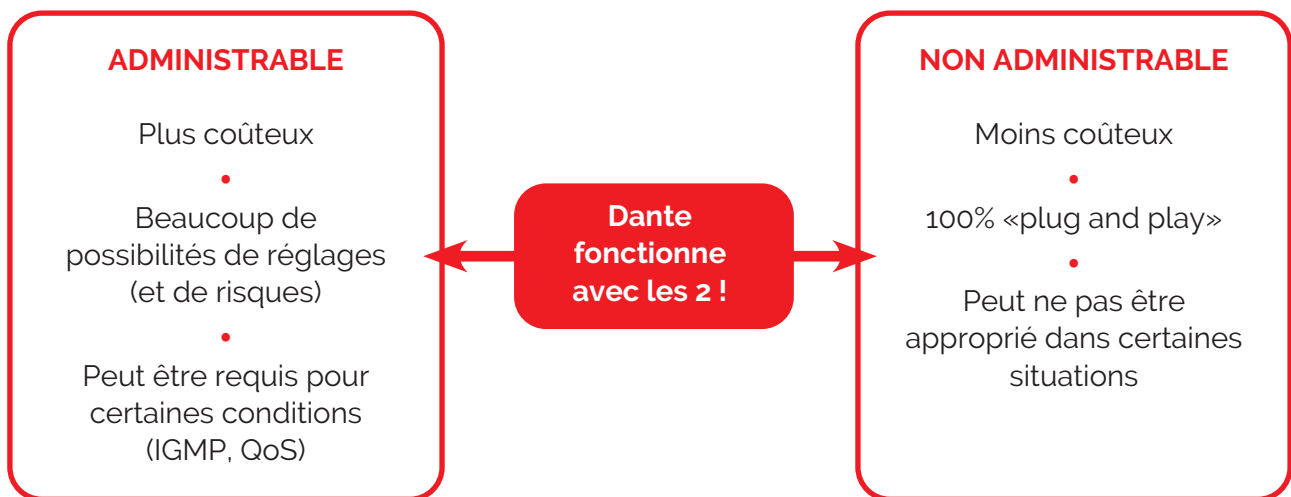 ADMINISTRABLE
Plus coûteux
•
Beaucoup de
possibilités de réglages
(et de risques)
•
Peut être requis pour
certaines conditions
(IGMP, QoS)
Dante
fonctionne
avec les 2 !
NON ADMINISTRABLE
Moins coûteux
•
100% «plug and play»
•
Peut ne pas être
approprié dans certaines
situations